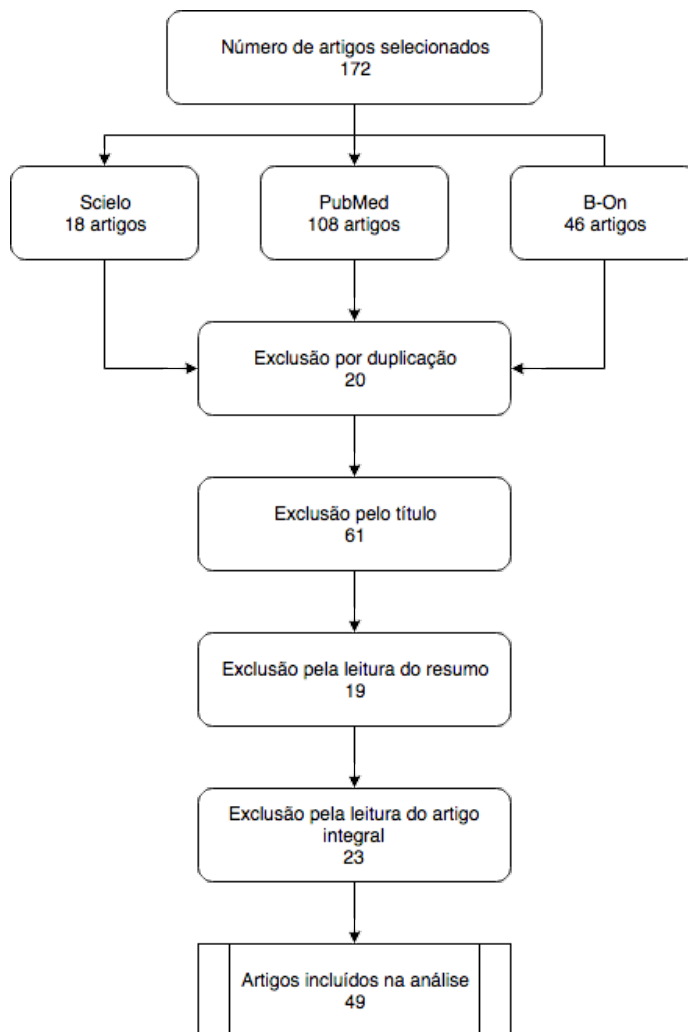 Número de artigos selecionados
172
Scielo
18 artigos
PubMed
108 artigos
B-On
46 artigos
Exclusão por duplicação
20
Exclusão pelo título
61
Exclusão pela leitura do resumo
19
Exclusão pela leitura do artigo
integral
23
Artigos incluídos na análise
49